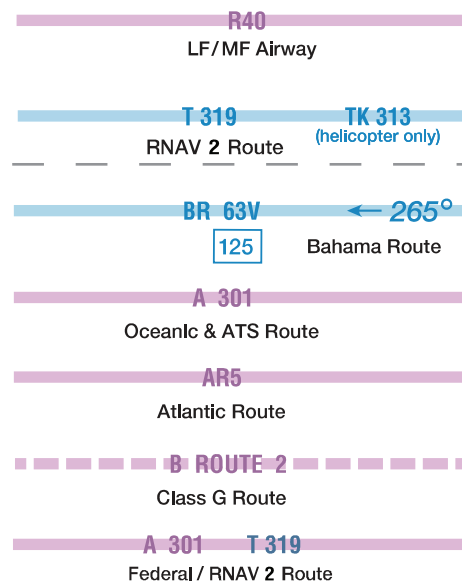 R40
LF/MF Airway
T 319 TK 313
RNAV 2 Route (helicopter only)
BR 63V ← 265°
125 Bahama Route
A 301
Oceanic & ATS Route
AR5
Atlantic Route
B ROUTE 2
Class G Route
A 301 T 319
Federal / RNAV 2 Route